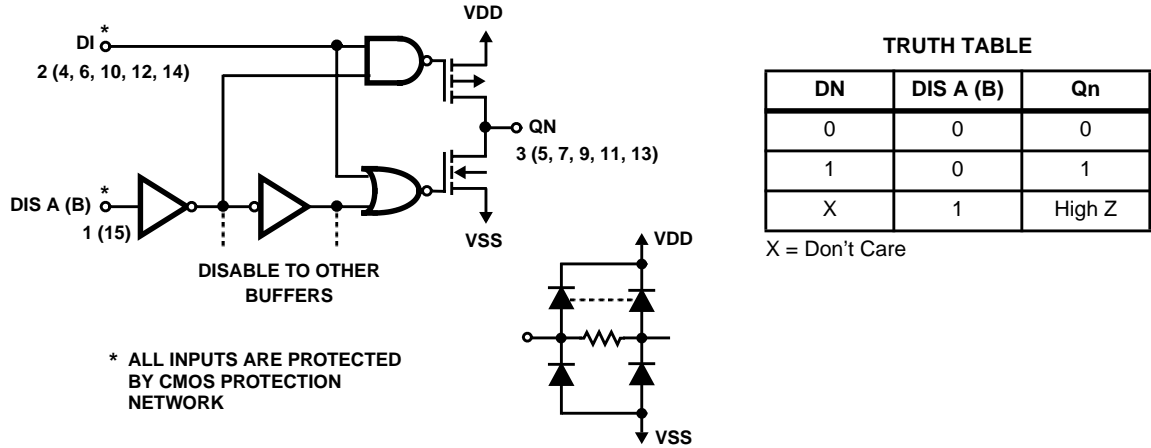 VDD
*
DI
2 (4, 6, 10, 12, 14)
QN
3 (5, 7, 9, 11, 13)
*
DIS A (B)
1 (15)
VSS
DISABLE TO OTHER
BUFFERS
VDD
VSS
* ALL INPUTS ARE PROTECTED
BY CMOS PROTECTION
NETWORK
TRUTH TABLE
DN DIS A (B) Qn
0 0 0
1 0 1
X 1 High Z
X = Don't Care